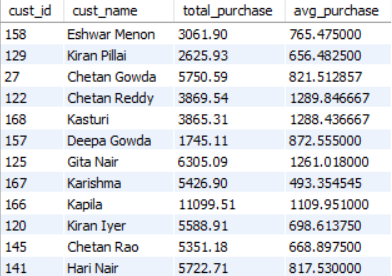 cust_id cust_name total_purchase avg_purchase
158 Eshwar Menon 3061.90 765.475000
129 Kiran Pillai 2625.93 656.482500
27 Chetan Gowda 5750.59 821.512857
122 Chetan Reddy 3869.54 1289.846667
168 Kasturi 3865.31 1288.436667
157 Deepa Gowda 1745.11 872.555000
125 Gita Nair 6305.09 1261.018000
167 Karishma 5426.90 493.354545
166 Kapila 11099.51 1109.951000
120 Kiran Iyer 5588.91 698.613750
145 Chetan Rao 5351.18 668.897500
141 Hari Nair 5722.71 817.530000